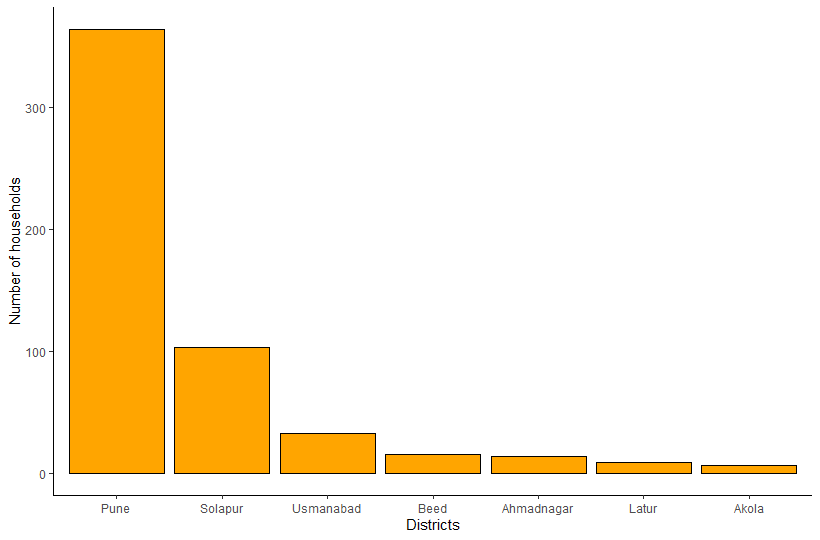 Number of households
300
200
100
0
Pune Solapur Usmanabad Beed Ahmadnagar Latur Akola
Districts